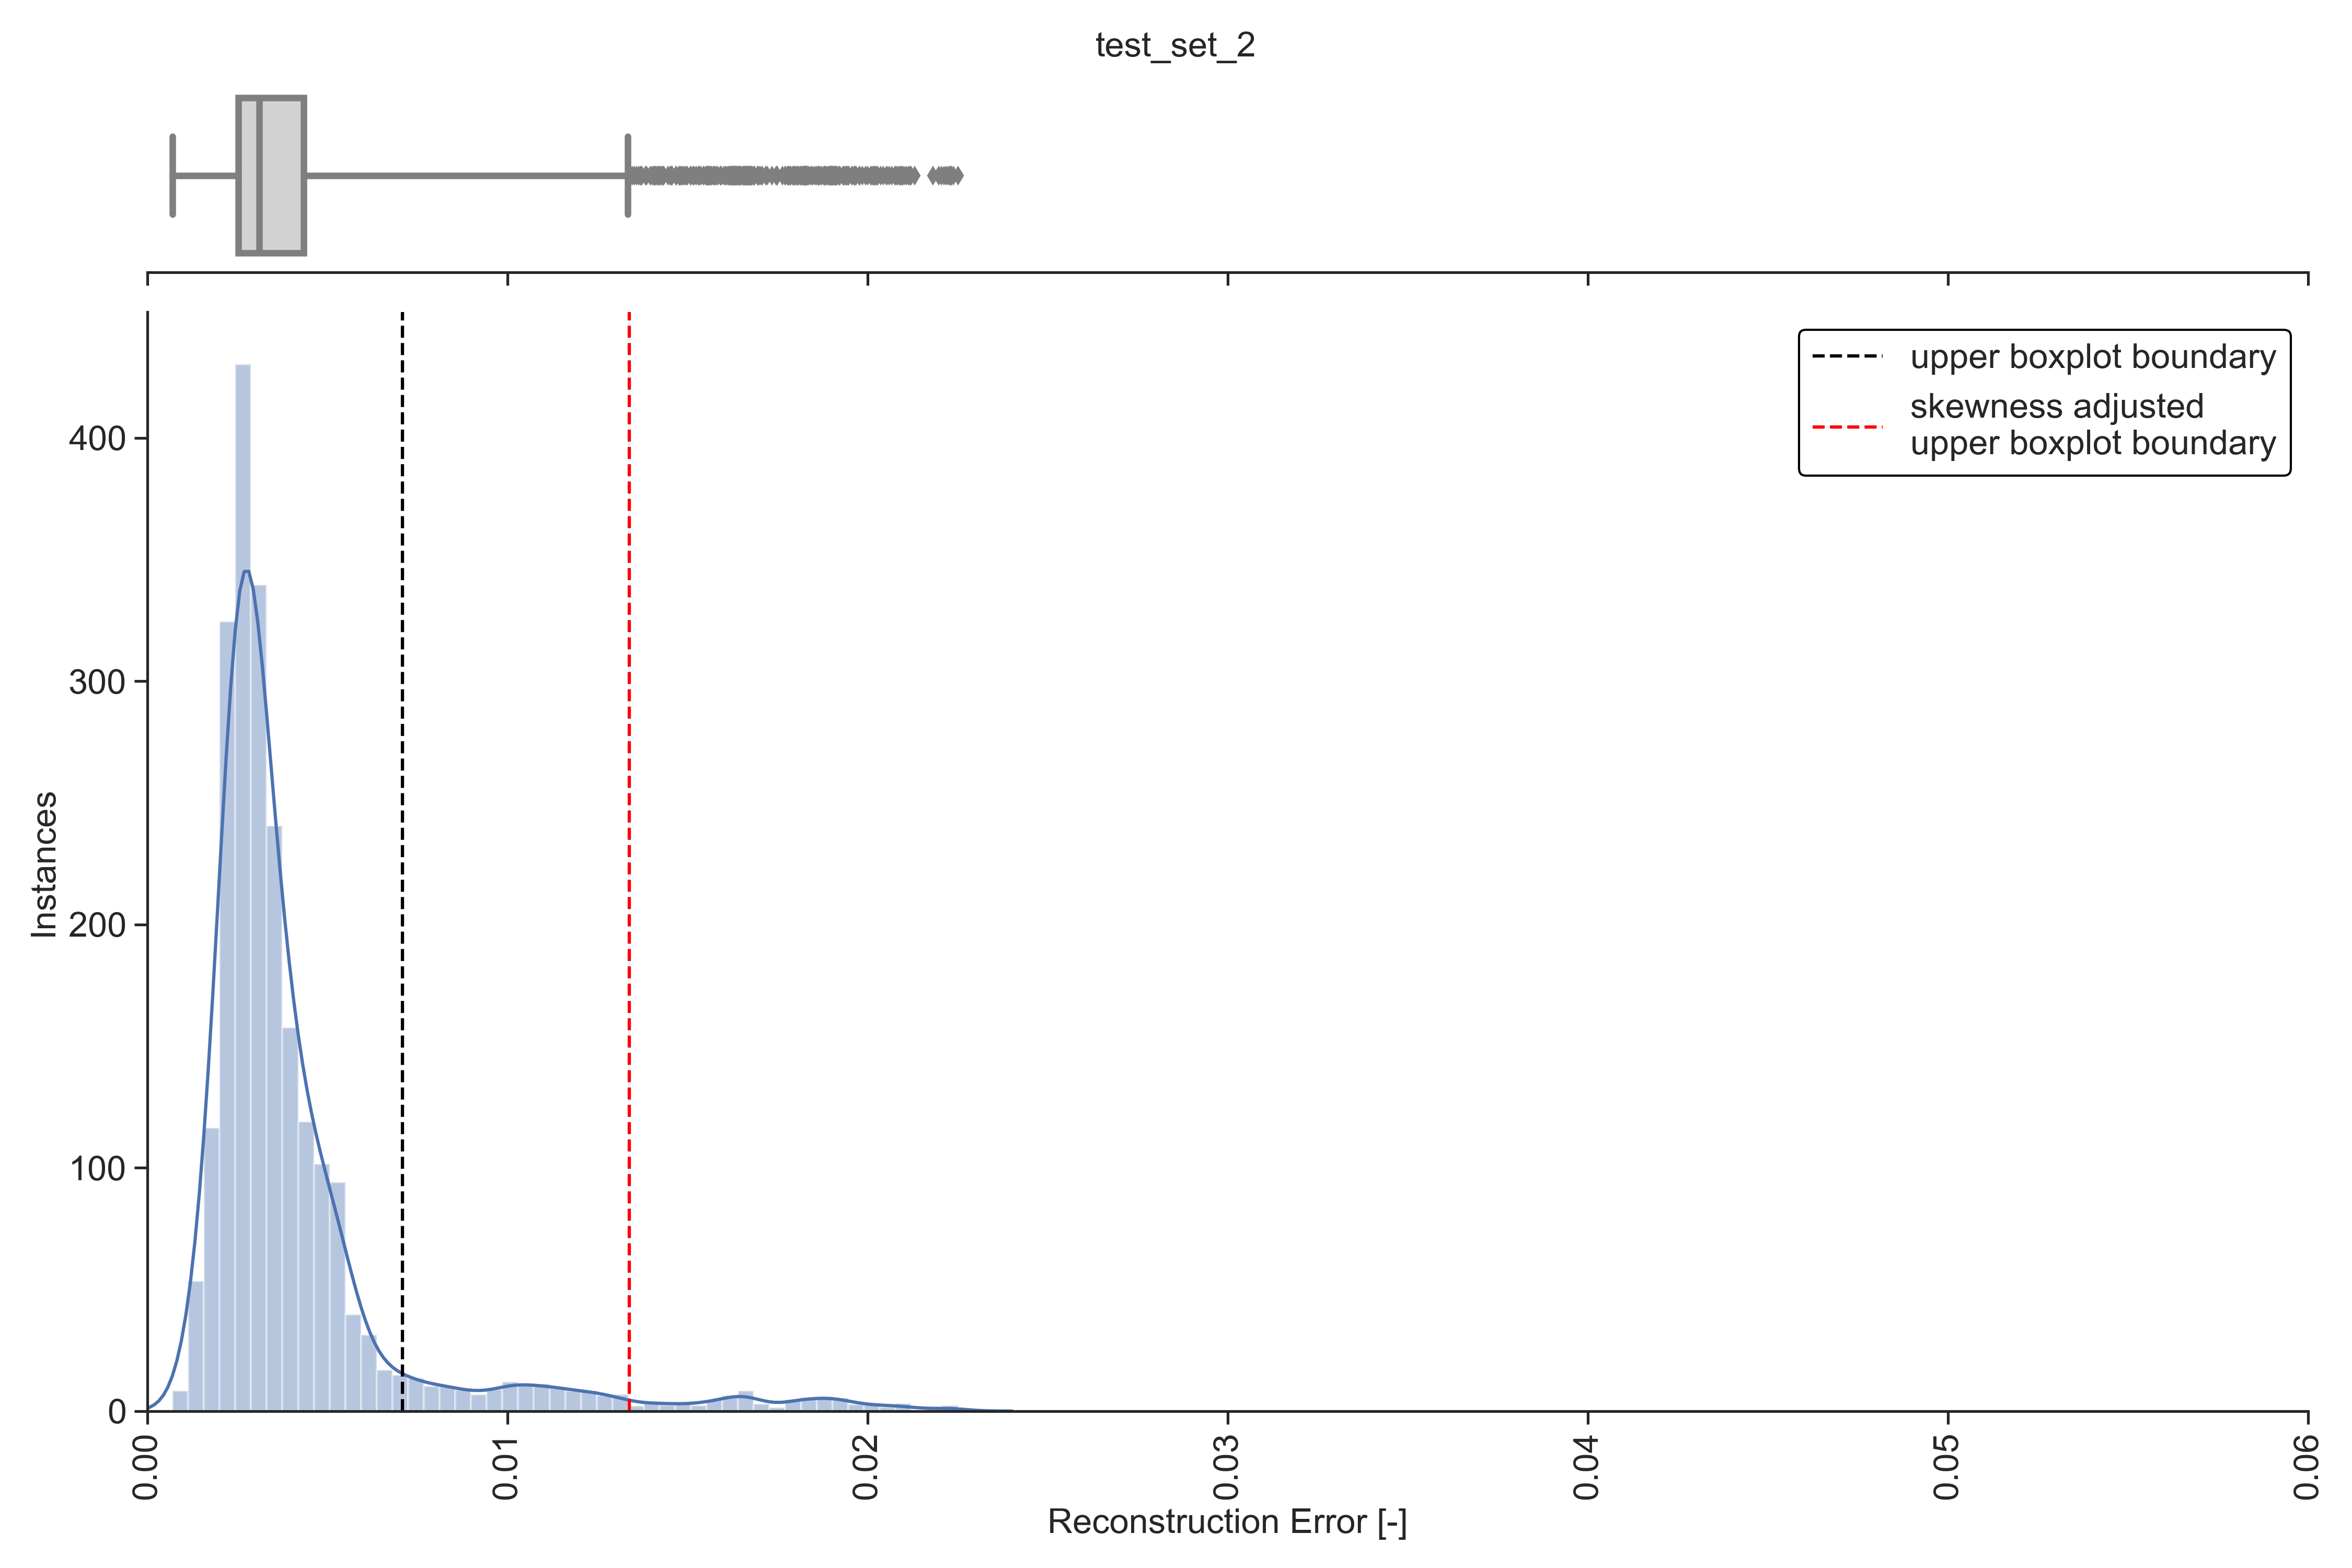 test_set_2
upper boxplot boundary
skewness adjusted
upper boxplot boundary
400
300
200
100
0
Instances
0.00
0.01
0.02
0.03
0.04
0.05
0.06
Reconstruction Error [-]